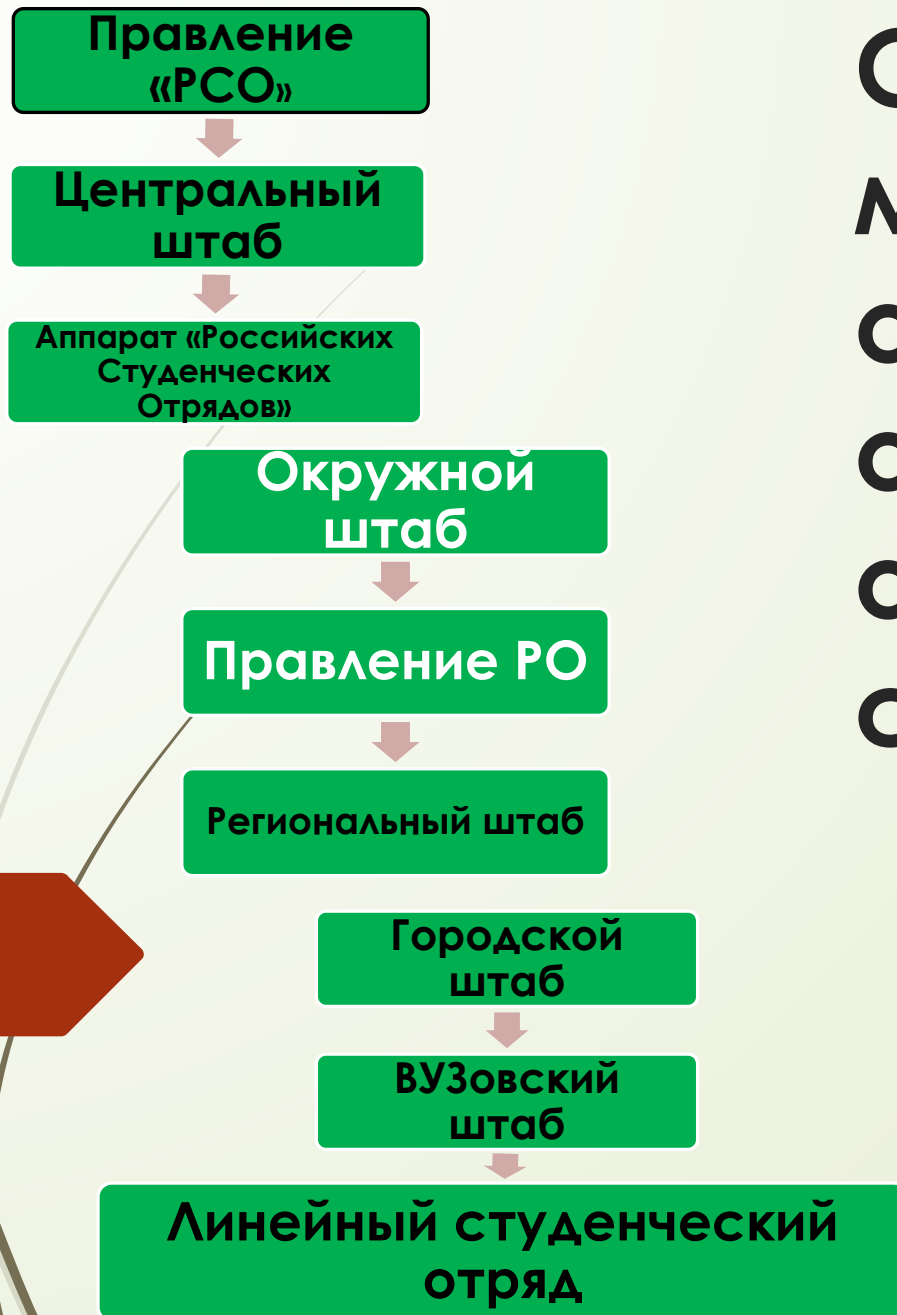 Правление
«РСО»
Центральный
штаб
Аппарат «Российских
Студенческих
Отрядов»
Окружной
штаб
Правление РО
Региональный штаб
Городской
штаб
ВУЗовский
штаб
Линейный студенческий
отряд